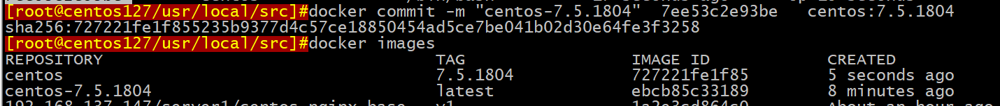 [root@centos127/usr/local/src]#docker commit -m "centos-7.5.1804" 7ee53c2e93be centos:7.5.1804
sha256:727221fe1f855235b9377d4c57ce18850454ad5ce7be041b02d30e64fe3f3258
[root@centos127/usr/local/src]#docker images
REPOSITORY TAG IMAGE ID CREATED
centos 7.5.1804 727221fe1f85 5 seconds ago
centos-7.5.1804 latest ebcb85c33189 8 minutes ago
192.168.137.147/server1/centos-nginx-base v1 1a2e3cd864c0 About an hour ago